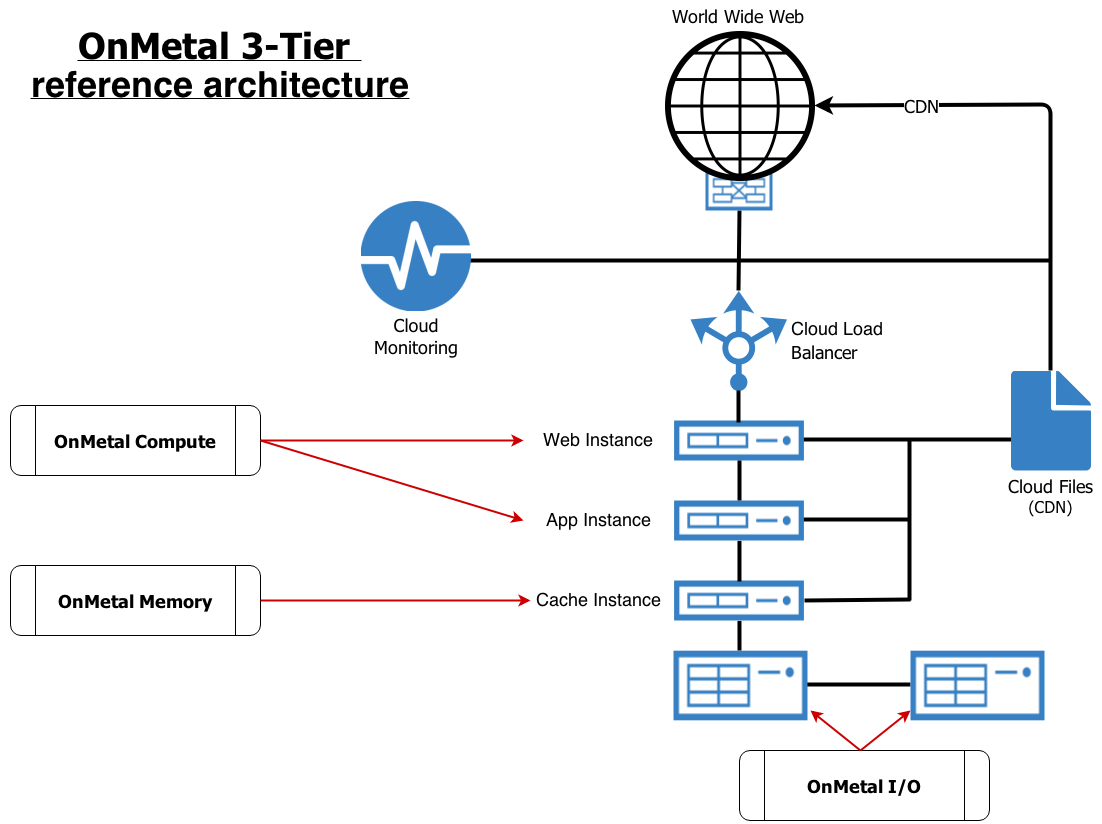 OnMetal 3-Tier
reference architecture
World Wide Web
CDN
Cloud
Monitoring
Cloud Load
Balancer
OnMetal Compute
Web Instance
Cloud Files
(CDN)
App Instance
OnMetal Memory
Cache Instance
OnMetal I/O